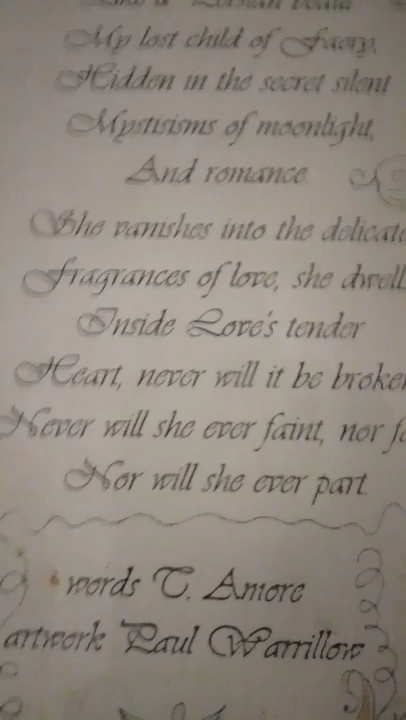 My lost child of Faery,
Hidden in the secret silent
Mystisisms of moonlight,
And romance
She vanishes into the delicate
Fragrances of love, she dwell
Inside Love's tender
Heart, never will it be broke
Never will she ever faint, nor
Nor will she ever part.
words T. Amore
artwork Paul Warrillow